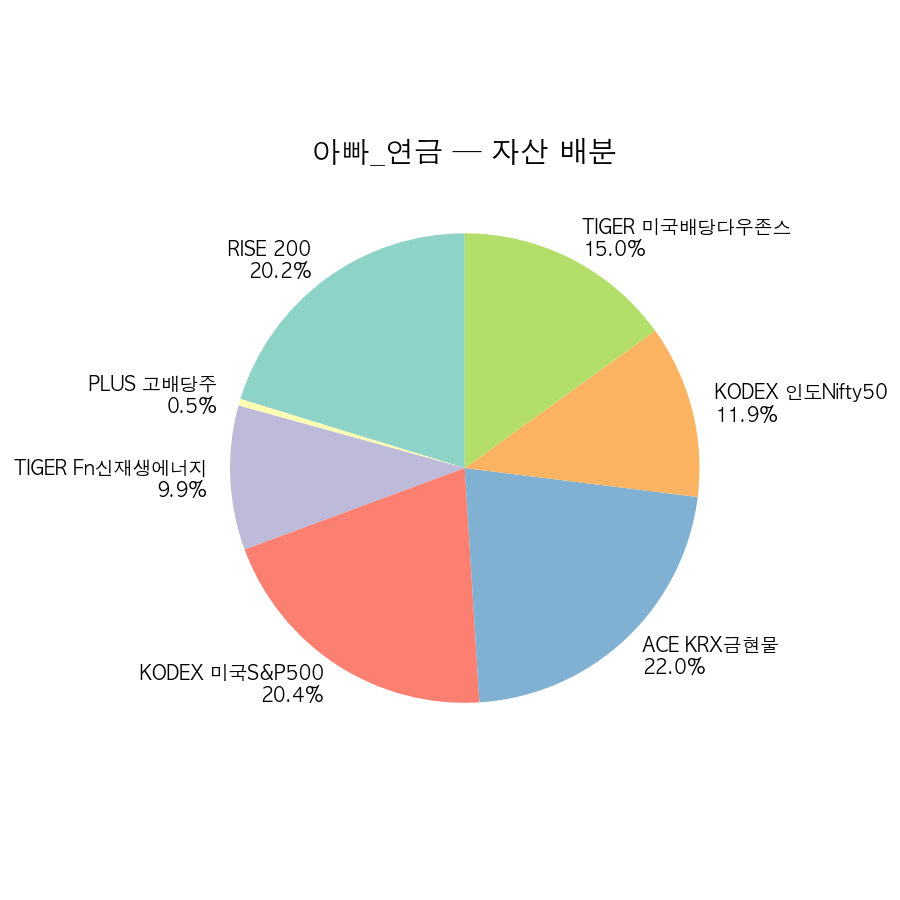 아빠_연금 — 자산 배분
TIGER 미국배당다우존스
15.0%
RISE 200
20.2%
PLUS 고배당주
0.5%
KODEX 인도Nifty50
11.9%
TIGER Fn신재생에너지
9.9%
ACE KRX금현물
22.0%
KODEX 미국S&P500
20.4%